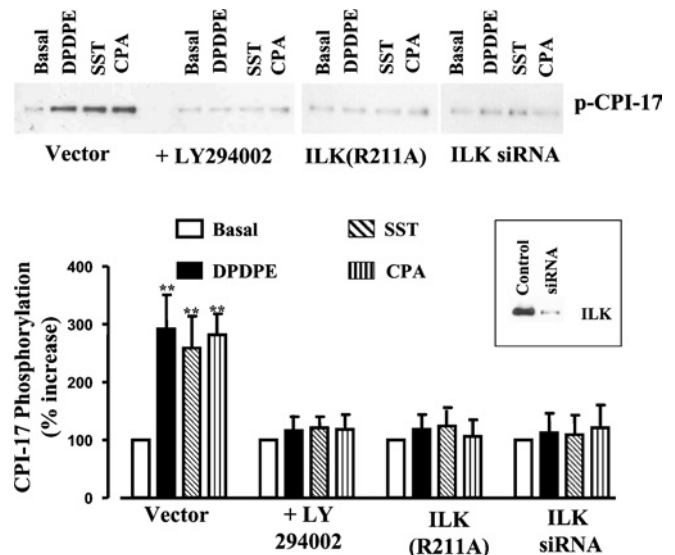 Basal DPDPE SST CPA Basal DPDPE SST CPA Basal DPDPE SST CPA Basal DPDPE SST CPA
p-CPI-17
Vector + LY294002 ILK(R211A) ILK siRNA
Basal SST
DPDPE CPA
Control siRNA
ILK
CPI-17 Phosphorylation
(% increase)
400
300
200
100
0
** ** **
Vector + LY ILK ILK
294002 (R211A) siRNA